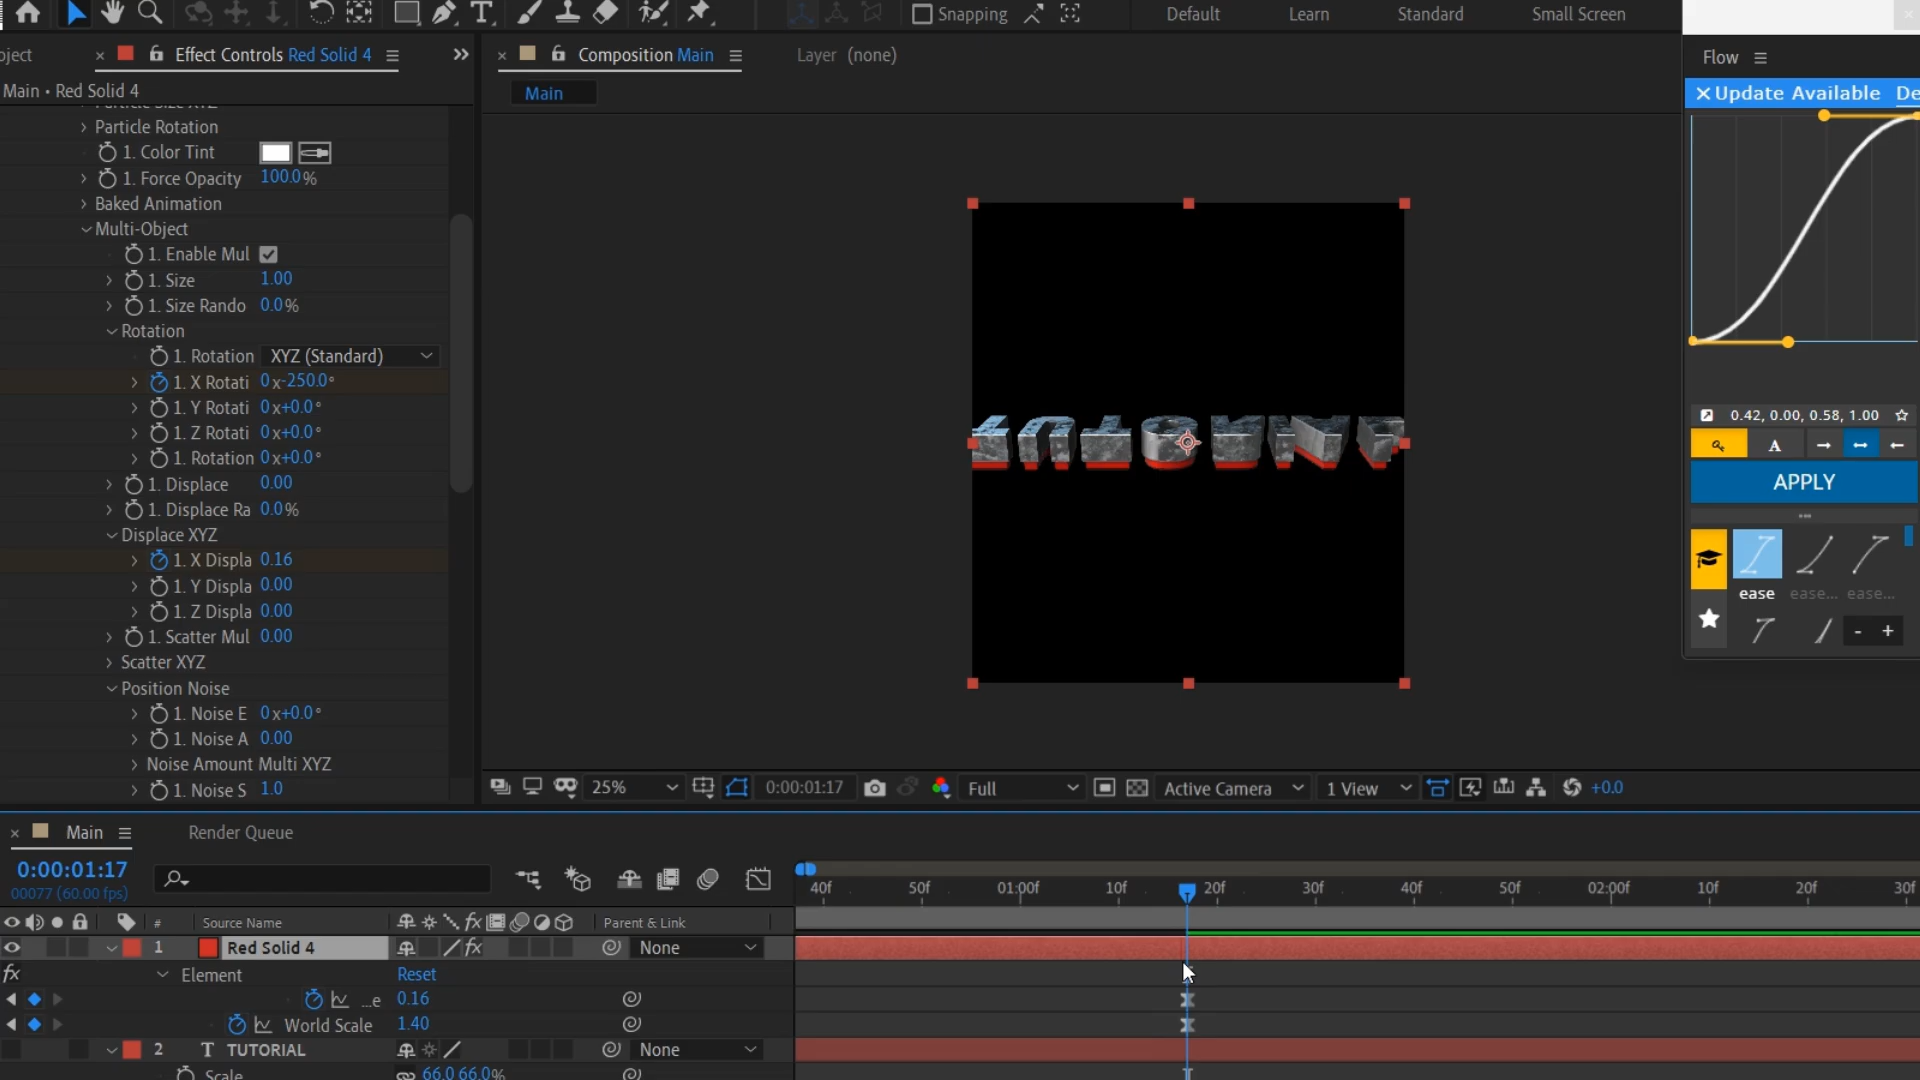 Snapping
Default
Learn
Standard
Small Screen
oject
Effect Controls Red Solid 4
Composition Main
Layer (none)
Flow
Main • Red Solid 4
Main
Update Available De
Particle Size XYZ
Particle Rotation
1. Color Tint
1. Force Opacity 100.0%
Baked Animation
Multi-Object
1. Enable Mul
1. Size 1.00
1. Size Rando 0.0%
Rotation
1. Rotation XYZ (Standard)
1. X Rotati 0x-250.0°
1. Y Rotati 0x+0.0°
1. Z Rotati 0x+0.0°
1. Rotation 0x+0.0°
1. Displace 0.00
1. Displace Ra 0.0%
Displace XYZ
1. X Displa 0.16
1. Y Displa 0.00
1. Z Displa 0.00
1. Scatter Mul 0.00
Scatter XYZ
Position Noise
1. Noise E 0x+0.0°
1. Noise A 0.00
Noise Amount Multi XYZ
1. Noise S 1.0
0.42, 0.00, 0.58, 1.00
A
APPLY
ease ease... ease...
- +
25%
0:00:01:17
Full
Active Camera
1 View
+0.0
Main
Render Queue
0:00:01:17
00077 (60.00 fps)
40f 50f 01:00f 10f 20f 30f 40f 50f 02:00f 10f 20f 30f
# Source Name fx Parent & Link
1 Red Solid 4 fx None
fx Element Reset
...e 0.16
World Scale 1.40
2 T TUTORIAL None
Scale 66.0,66.0%